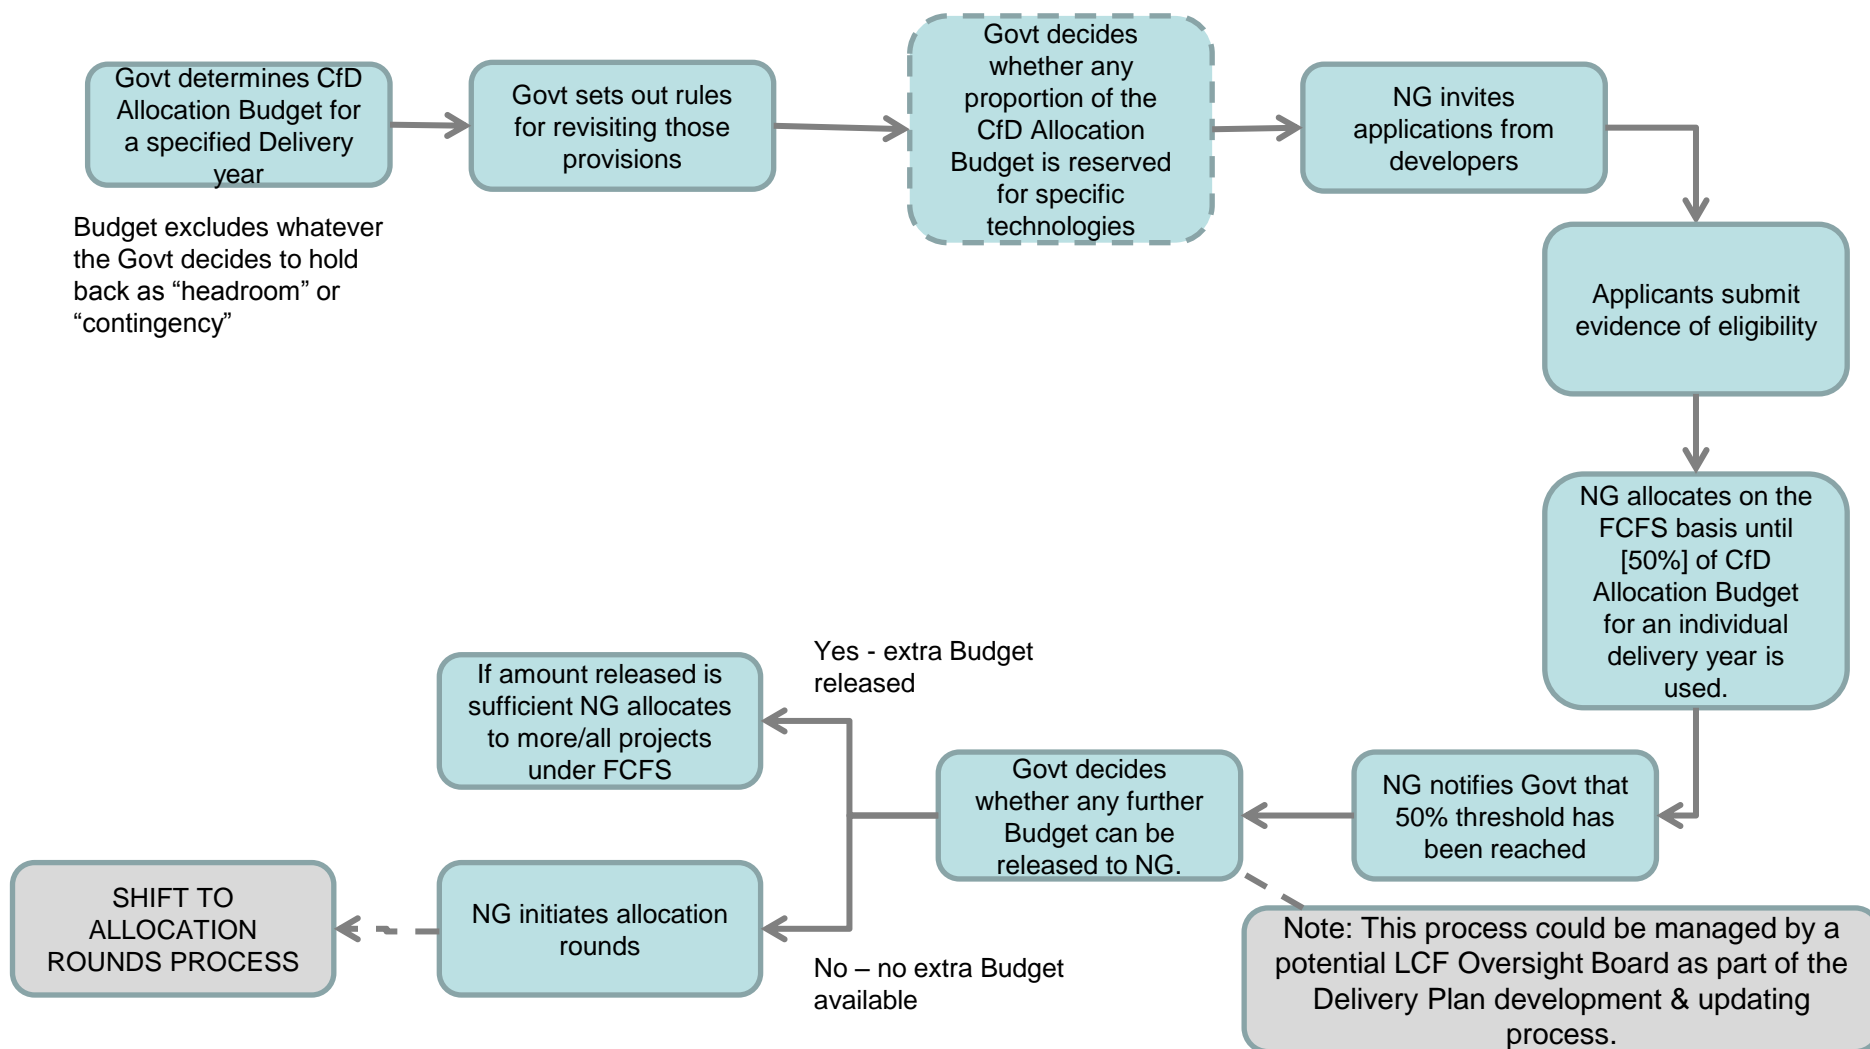 Govt determines CfD
Allocation Budget for
a specified Delivery
year
Budget excludes whatever
the Govt decides to hold
back as “headroom” or
“contingency”
Govt sets out rules
for revisiting those
provisions
Govt decides
whether any
proportion of the
CfD Allocation
Budget is reserved
for specific
technologies
NG invites
applications from
developers
Applicants submit
evidence of eligibility
NG allocates on the
FCFS basis until
[50%] of CfD
Allocation Budget
for an individual
delivery year is
used.
NG notifies Govt that
50% threshold has
been reached
Govt decides
whether any further
Budget can be
released to NG.
Note: This process could be managed by a
potential LCF Oversight Board as part of the
Delivery Plan development & updating
process.
Yes - extra Budget
released
If amount released is
sufficient NG allocates
to more/all projects
under FCFS
No – no extra Budget
available
NG initiates allocation
rounds
SHIFT TO
ALLOCATION
ROUNDS PROCESS